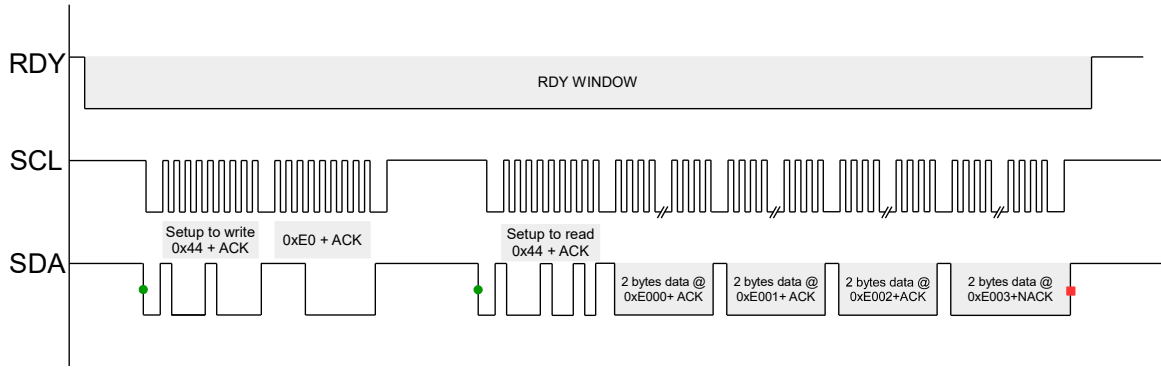 RDY
RDY WINDOW
SCL
Setup to write
0x44 + ACK
0xE0 + ACK
Setup to read
0x44 + ACK
SDA
2 bytes data @
0xE000+ ACK
2 bytes data @
0xE001+ ACK
2 bytes data @
0xE002+ACK
2 bytes data @
0xE003+NACK